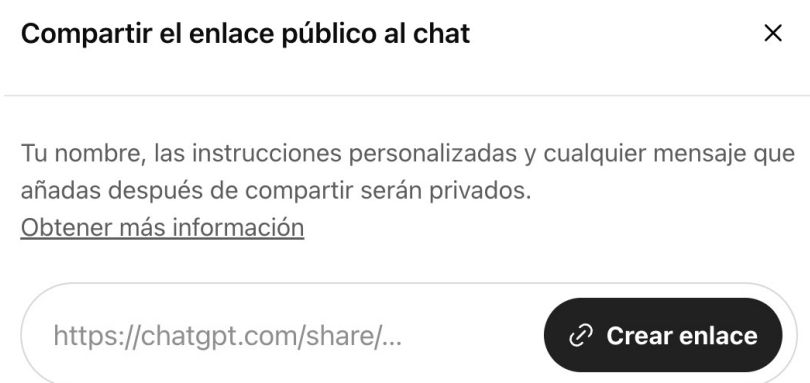 Compartir el enlace público al chat
Tu nombre, las instrucciones personalizadas y cualquier mensaje que
añadas después de compartir serán privados.
Obtener más información
https://chatgpt.com/share/...
Crear enlace